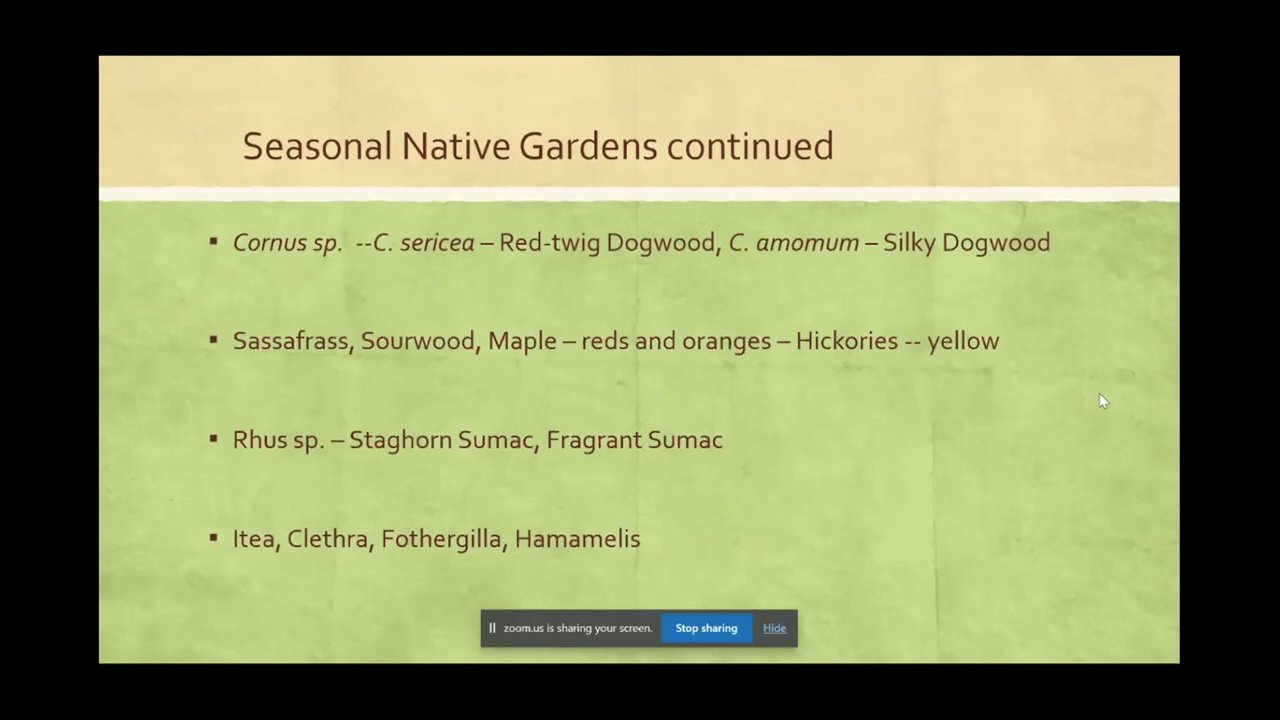 Seasonal Native Gardens continued
▪ Cornus sp. --C. sericea – Red-twig Dogwood, C. amomum – Silky Dogwood
▪ Sassafrass, Sourwood, Maple – reds and oranges – Hickories -- yellow
▪ Rhus sp. – Staghorn Sumac, Fragrant Sumac
▪ Itea, Clethra, Fothergilla, Hamamelis
zoom.us is sharing your screen. Stop sharing Hide